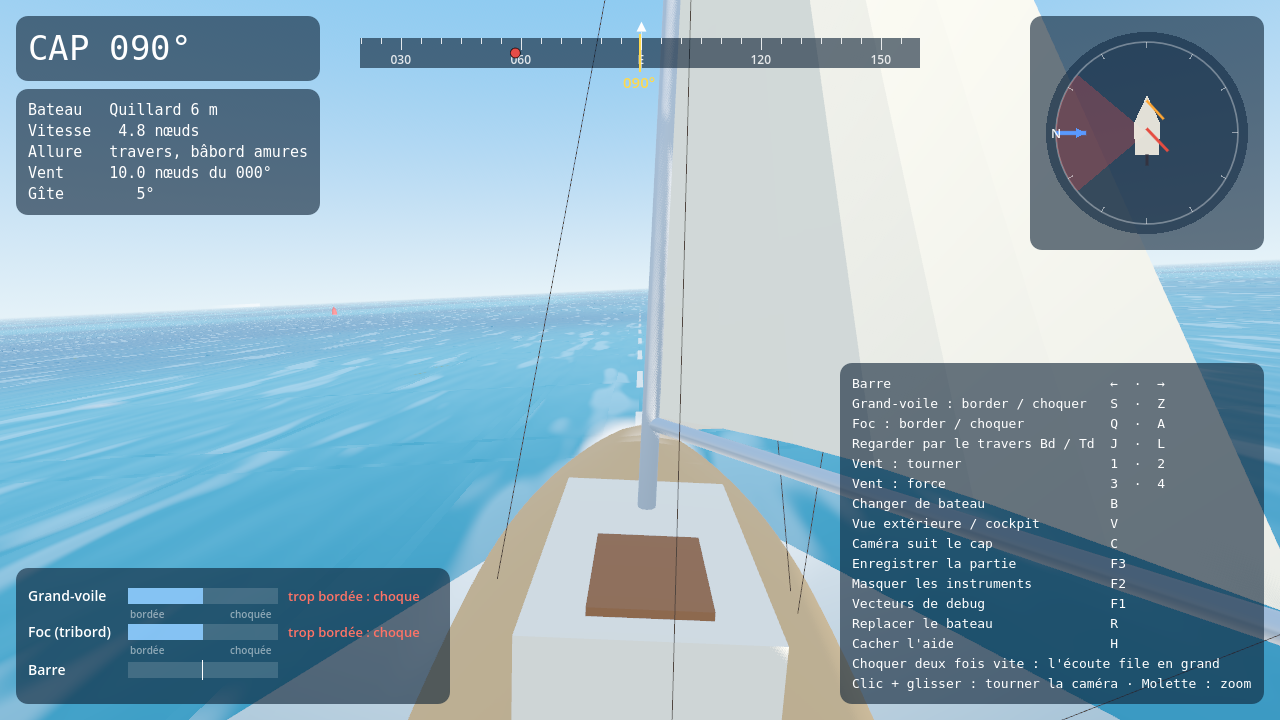 CAP 090°
Bateau Quillard 6 m
Vitesse 4.8 nœuds
Allure travers, bâbord amures
Vent 10.0 nœuds du 000°
Gîte 5°
030 060 E 120 150
090°
N
Barre ← · →
Grand-voile : border / choquer S · Z
Foc : border / choquer Q · A
Regarder par le travers Bd / Td J · L
Vent : tourner 1 · 2
Vent : force 3 · 4
Changer de bateau B
Vue extérieure / cockpit V
Caméra suit le cap C
Enregistrer la partie F3
Masquer les instruments F2
Vecteurs de debug F1
Replacer le bateau R
Cacher l'aide H
Choquer deux fois vite : l'écoute file en grand
Clic + glisser : tourner la caméra · Molette : zoom
Grand-voile trop bordée : choque
bordée choquée
Foc (tribord) trop bordée : choque
bordée choquée
Barre